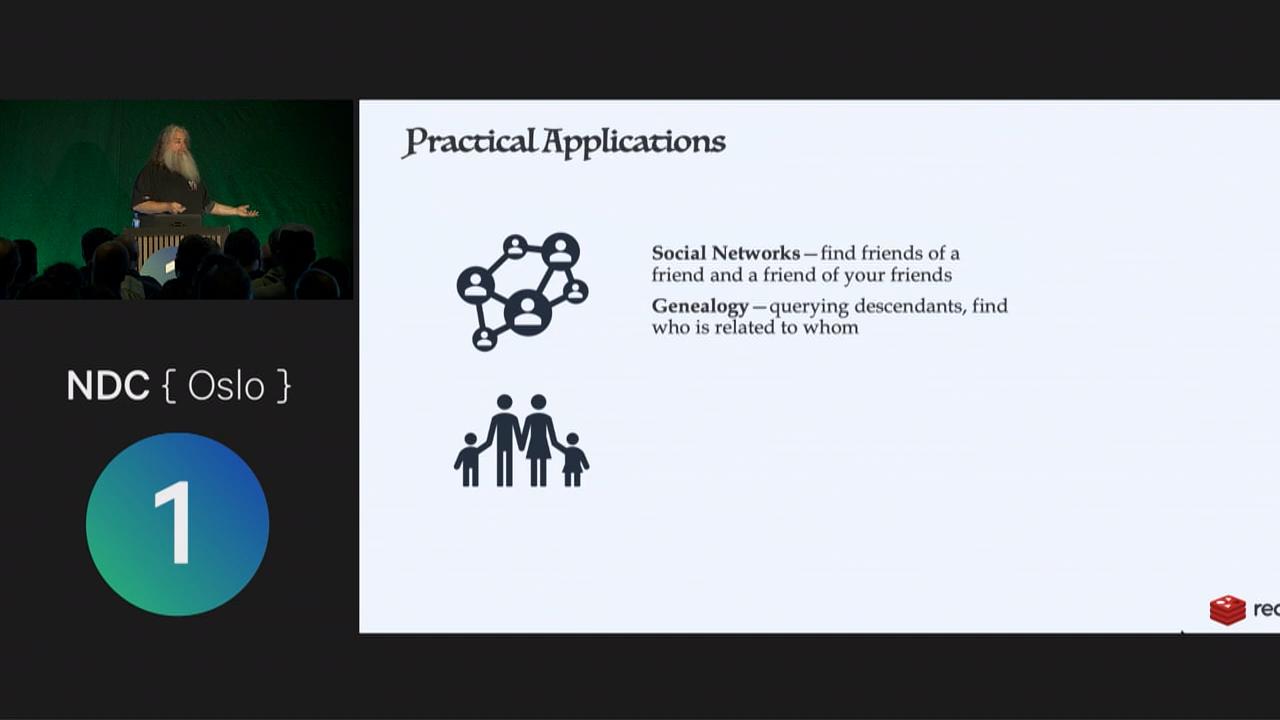 Practical Applications
Social Networks — find friends of a
friend and a friend of your friends
Genealogy — querying descendants, find
who is related to whom
NDC { Oslo }
1